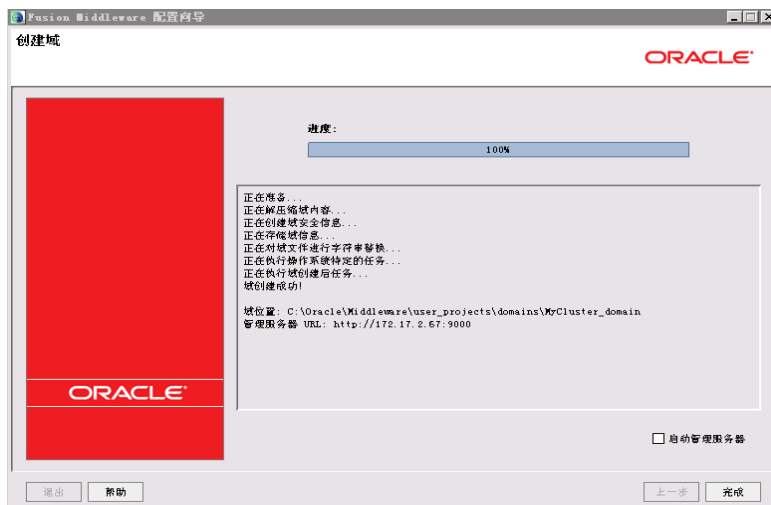 Fusion Middleware 配置向导
创建域
ORACLE
进度:
100%
正在准备...
正在解压缩域内容...
正在创建域安全信息...
正在存储域信息...
正在对域文件进行字符串替换...
正在执行操作系统特定的任务...
正在执行域创建后任务...
域创建成功!
域位置: C:\Oracle\Middleware\user_projects\domains\MyCluster_domain
管理服务器 URL: http://172.17.2.67:9000
ORACLE
启动管理服务器
退出 帮助 上一步 完成